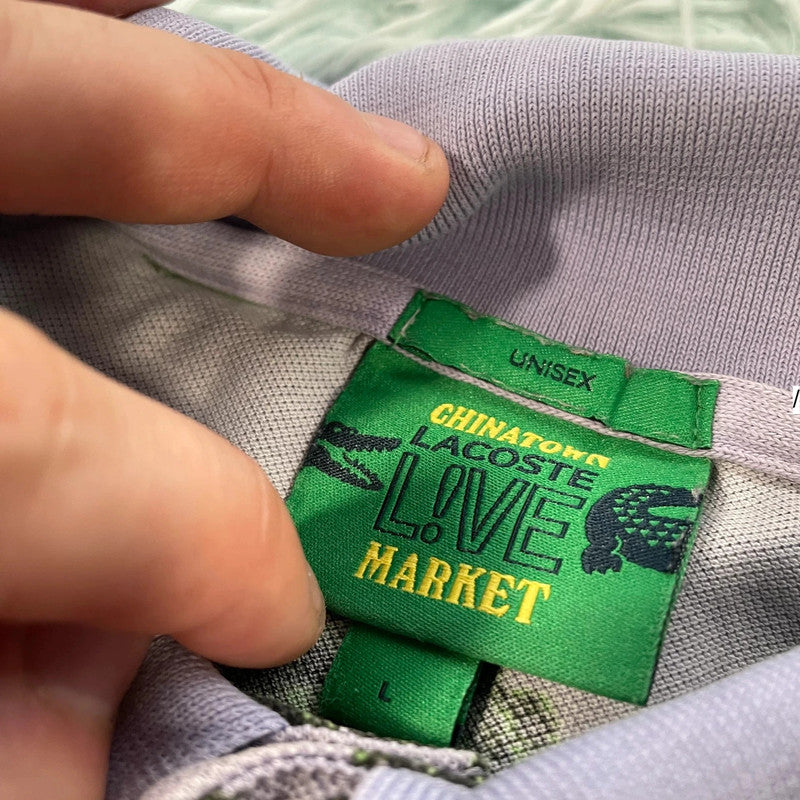 UNISEX
CHINATOWN
LACOSTE
L!VE
MARKET
L